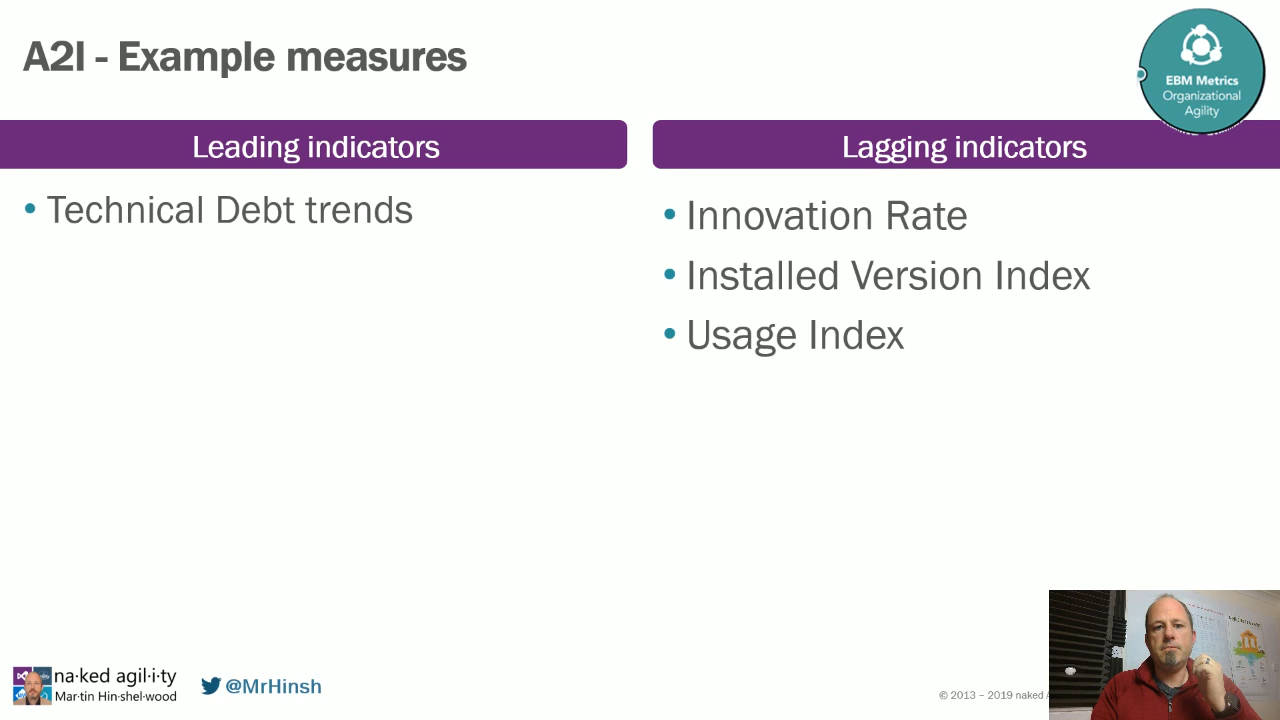 A2I - Example measures
EBM Metrics
Organizational
Agility
Leading indicators
Lagging indicators
• Technical Debt trends
• Innovation Rate
• Installed Version Index
• Usage Index
na·ked agil·i·ty
Mar·tin Hin·shel·wood
@MrHinsh
© 2013 – 2019 naked